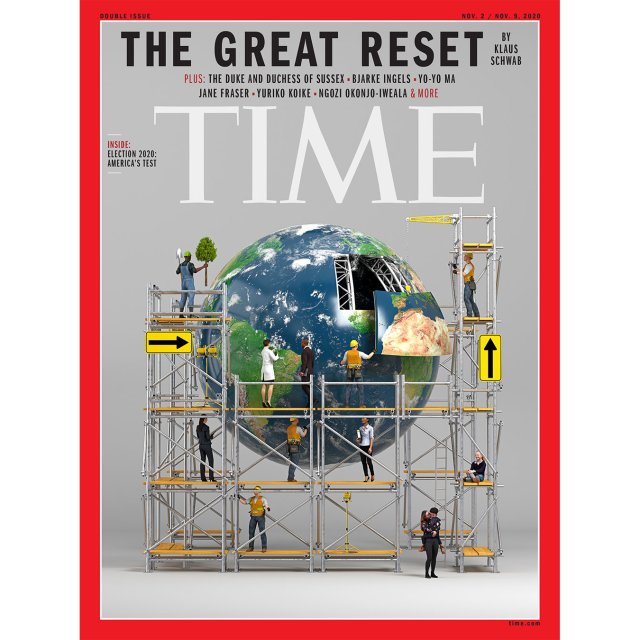 DOUBLE ISSUE
NOV. 2 / NOV. 9, 2020
THE GREAT RESET
BY
KLAUS
SCHWAB
PLUS: THE DUKE AND DUCHESS OF SUSSEX • BJARKE INGELS • YO-YO MA
JANE FRASER • YURIKO KOIKE • NGOZI OKONJO-IWEALA & MORE
TIME
INSIDE:
ELECTION 2020:
AMERICA'S TEST
time.com